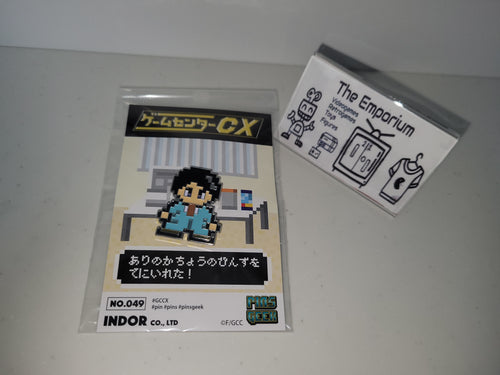 ゲームセンターCX
ありのかちょうのぴんずを
てにいれた！
NO.049
#GCCX
#pin #pins #pinsgeek
INDOR CO., LTD
©F/GCC
PINS
GEEK
The Emporium
Videogames
Retrogames
Toys
Figures